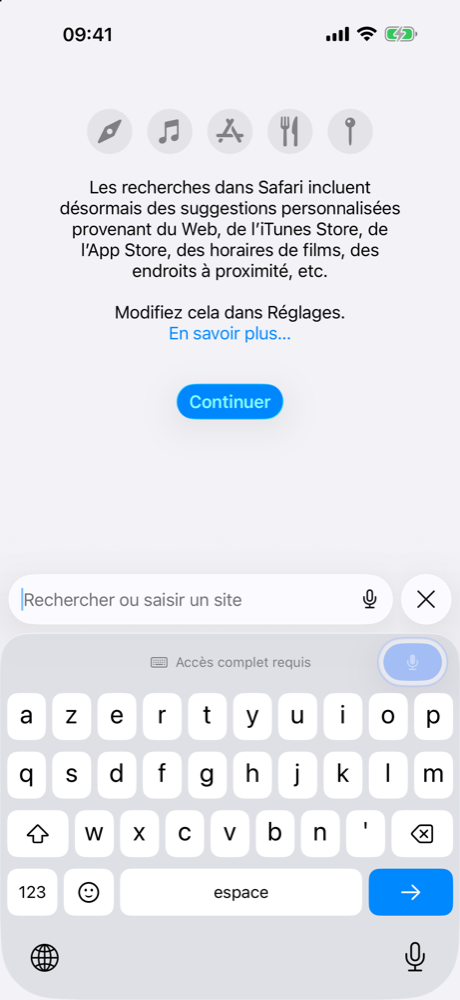 09:41
Les recherches dans Safari incluent
désormais des suggestions personnalisées
provenant du Web, de l’iTunes Store, de
l’App Store, des horaires de films, des
endroits à proximité, etc.
Modifiez cela dans Réglages.
En savoir plus...
Continuer
Rechercher ou saisir un site
Accès complet requis
a z e r t y u i o p
q s d f g h j k l m
w x c v b n '
123 espace